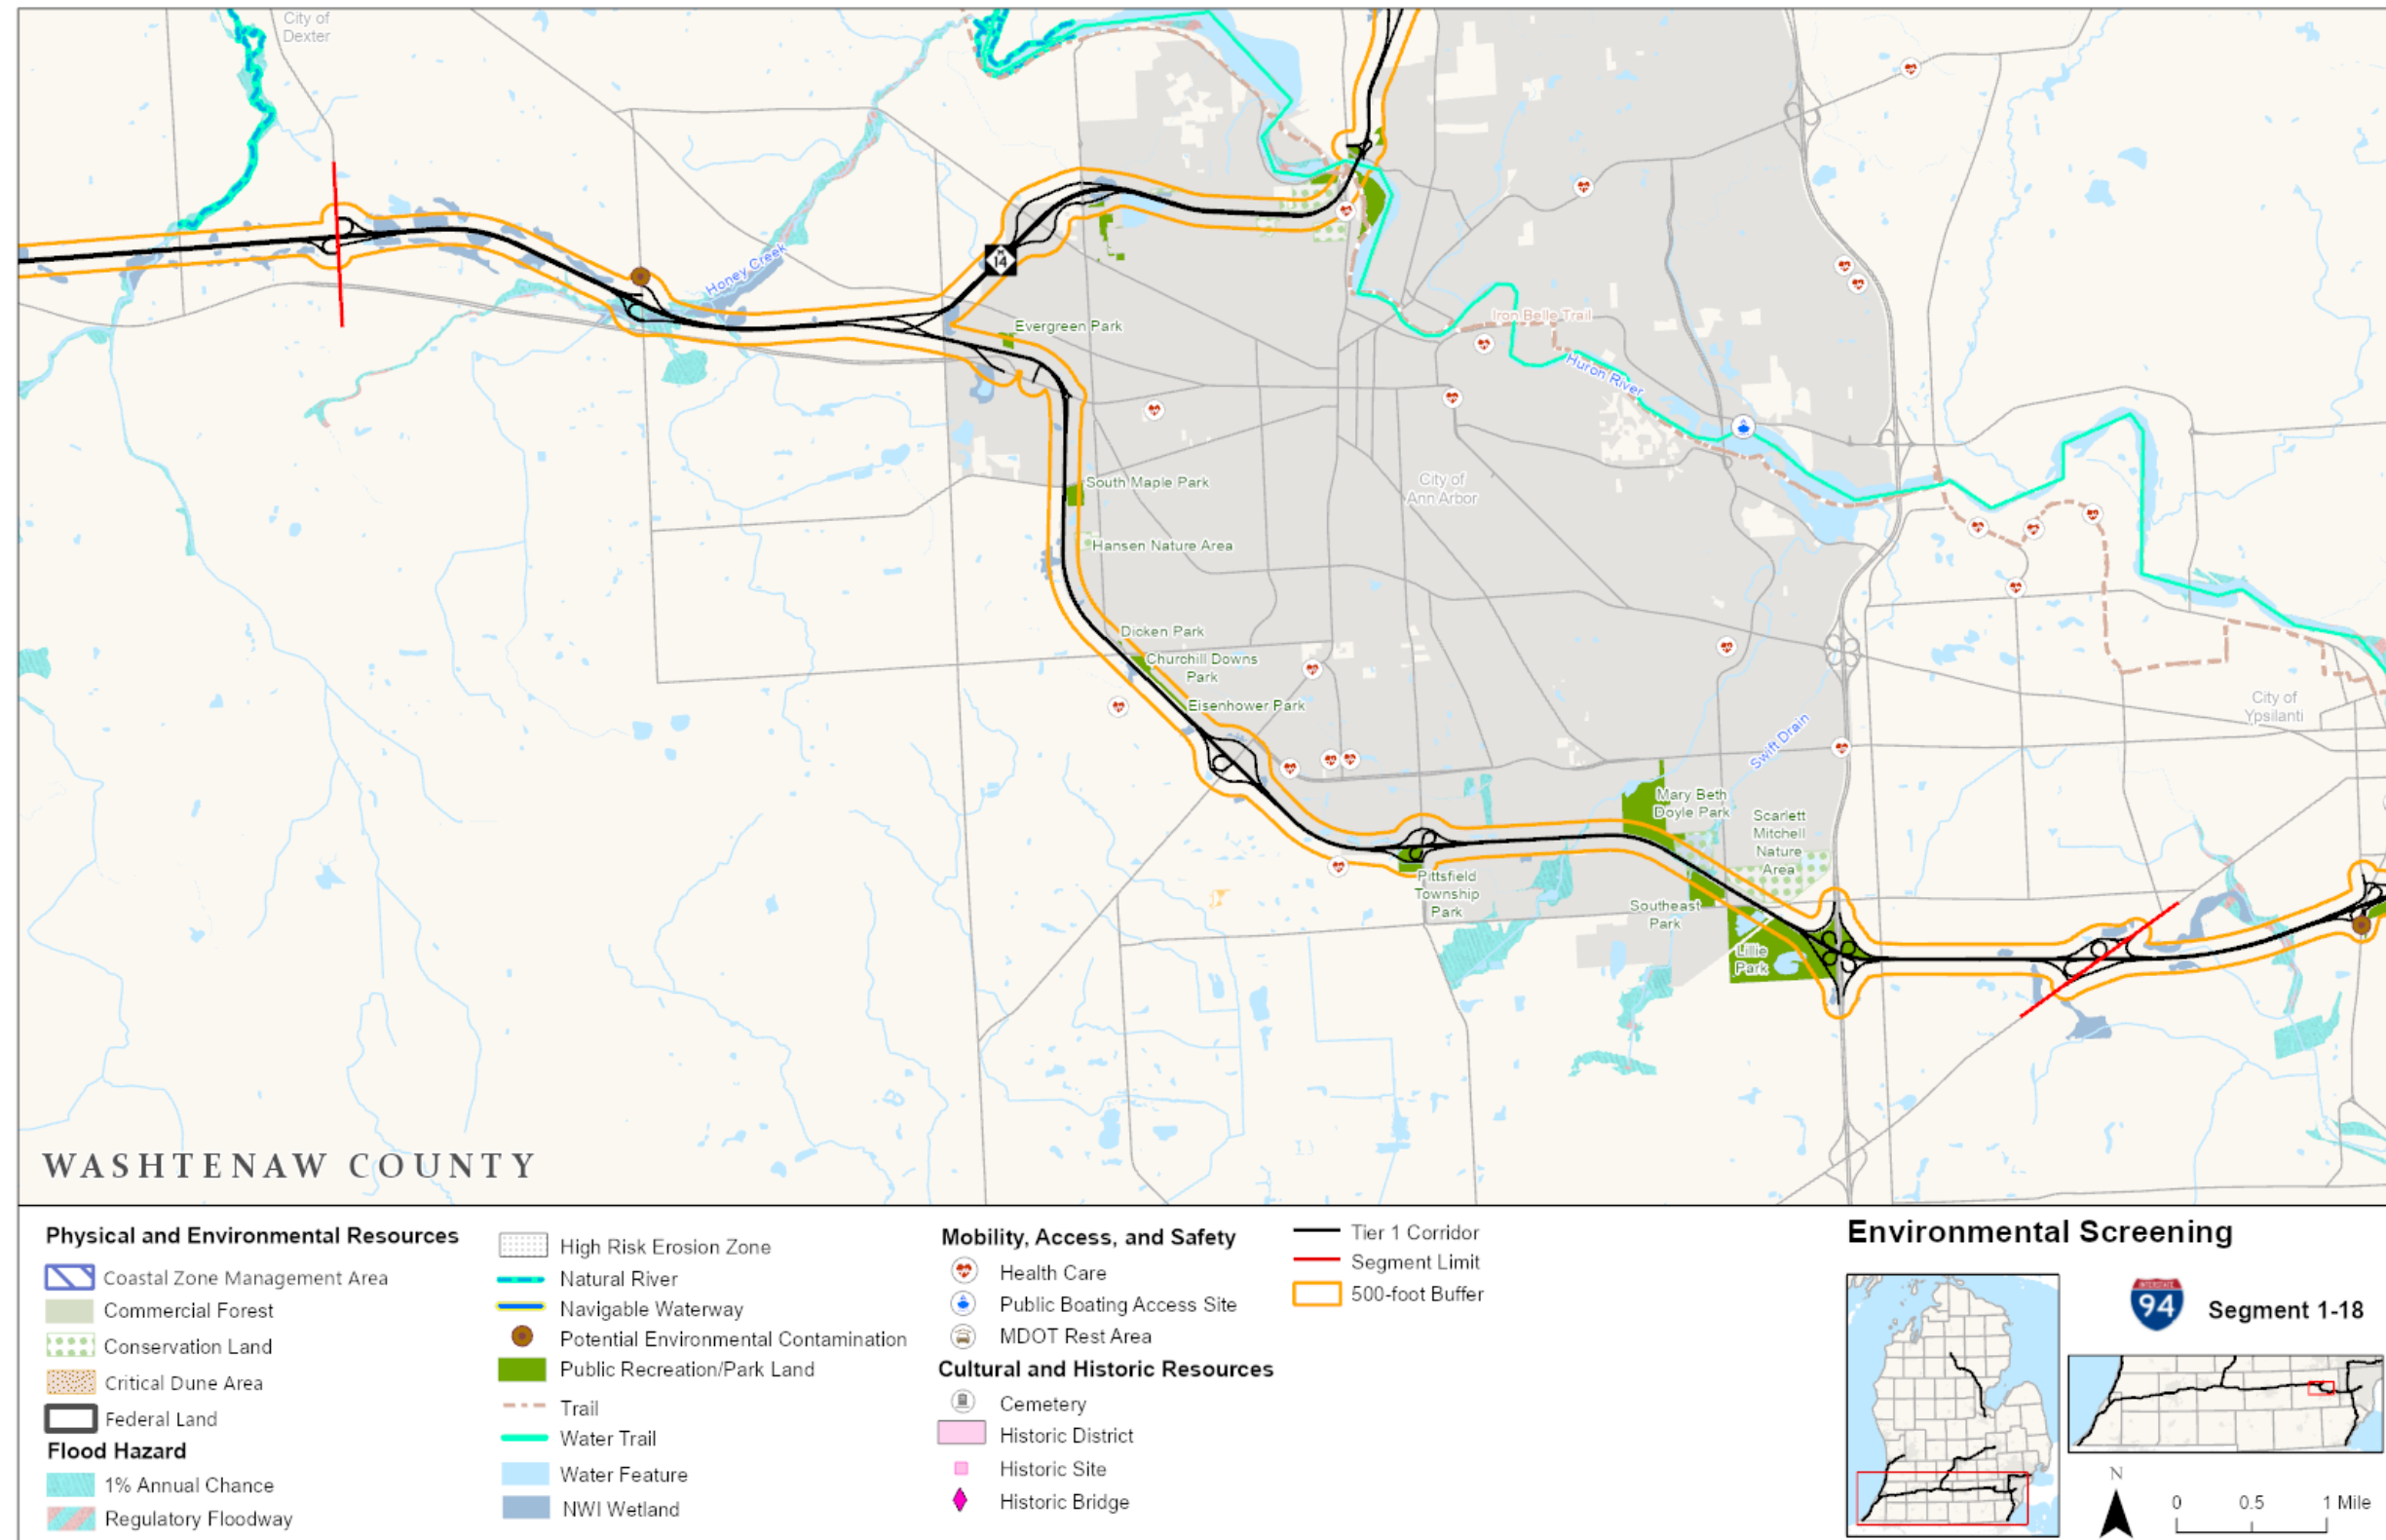 City of
Dexter
Honey Creek
M
14
Evergreen Park
Iron Belle Trail
Huron River
South Maple Park
City of
Ann Arbor
Hansen Nature Area
Dicken Park
Churchill Downs
Park
Eisenhower Park
City of
Ypsilanti
Swift Drain
Mary Beth
Doyle Park
Scarlett
Mitchell
Nature
Area
Pittsfield
Township
Park
Southeast
Park
Lillie
Park
WASHTENAW COUNTY
Physical and Environmental Resources
Coastal Zone Management Area
Commercial Forest
Conservation Land
Critical Dune Area
Federal Land
Flood Hazard
1% Annual Chance
Regulatory Floodway
High Risk Erosion Zone
Natural River
Navigable Waterway
Potential Environmental Contamination
Public Recreation/Park Land
Trail
Water Trail
Water Feature
NWI Wetland
Mobility, Access, and Safety
Health Care
Public Boating Access Site
MDOT Rest Area
Cultural and Historic Resources
Cemetery
Historic District
Historic Site
Historic Bridge
Tier 1 Corridor
Segment Limit
500-foot Buffer
Environmental Screening
INTERSTATE
94
Segment 1-18
N
0 0.5 1 Mile